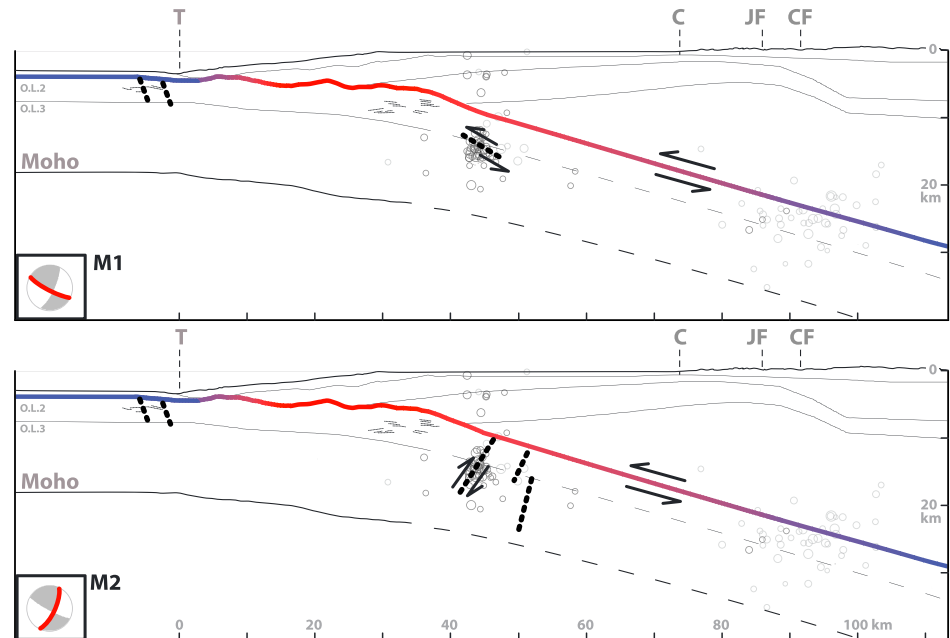 T C JF CF
0
O.L.2
O.L.3
Moho
20
km
M1
T C JF CF
0
O.L.2
O.L.3
Moho
20
km
M2
0 20 40 60 80 100 km